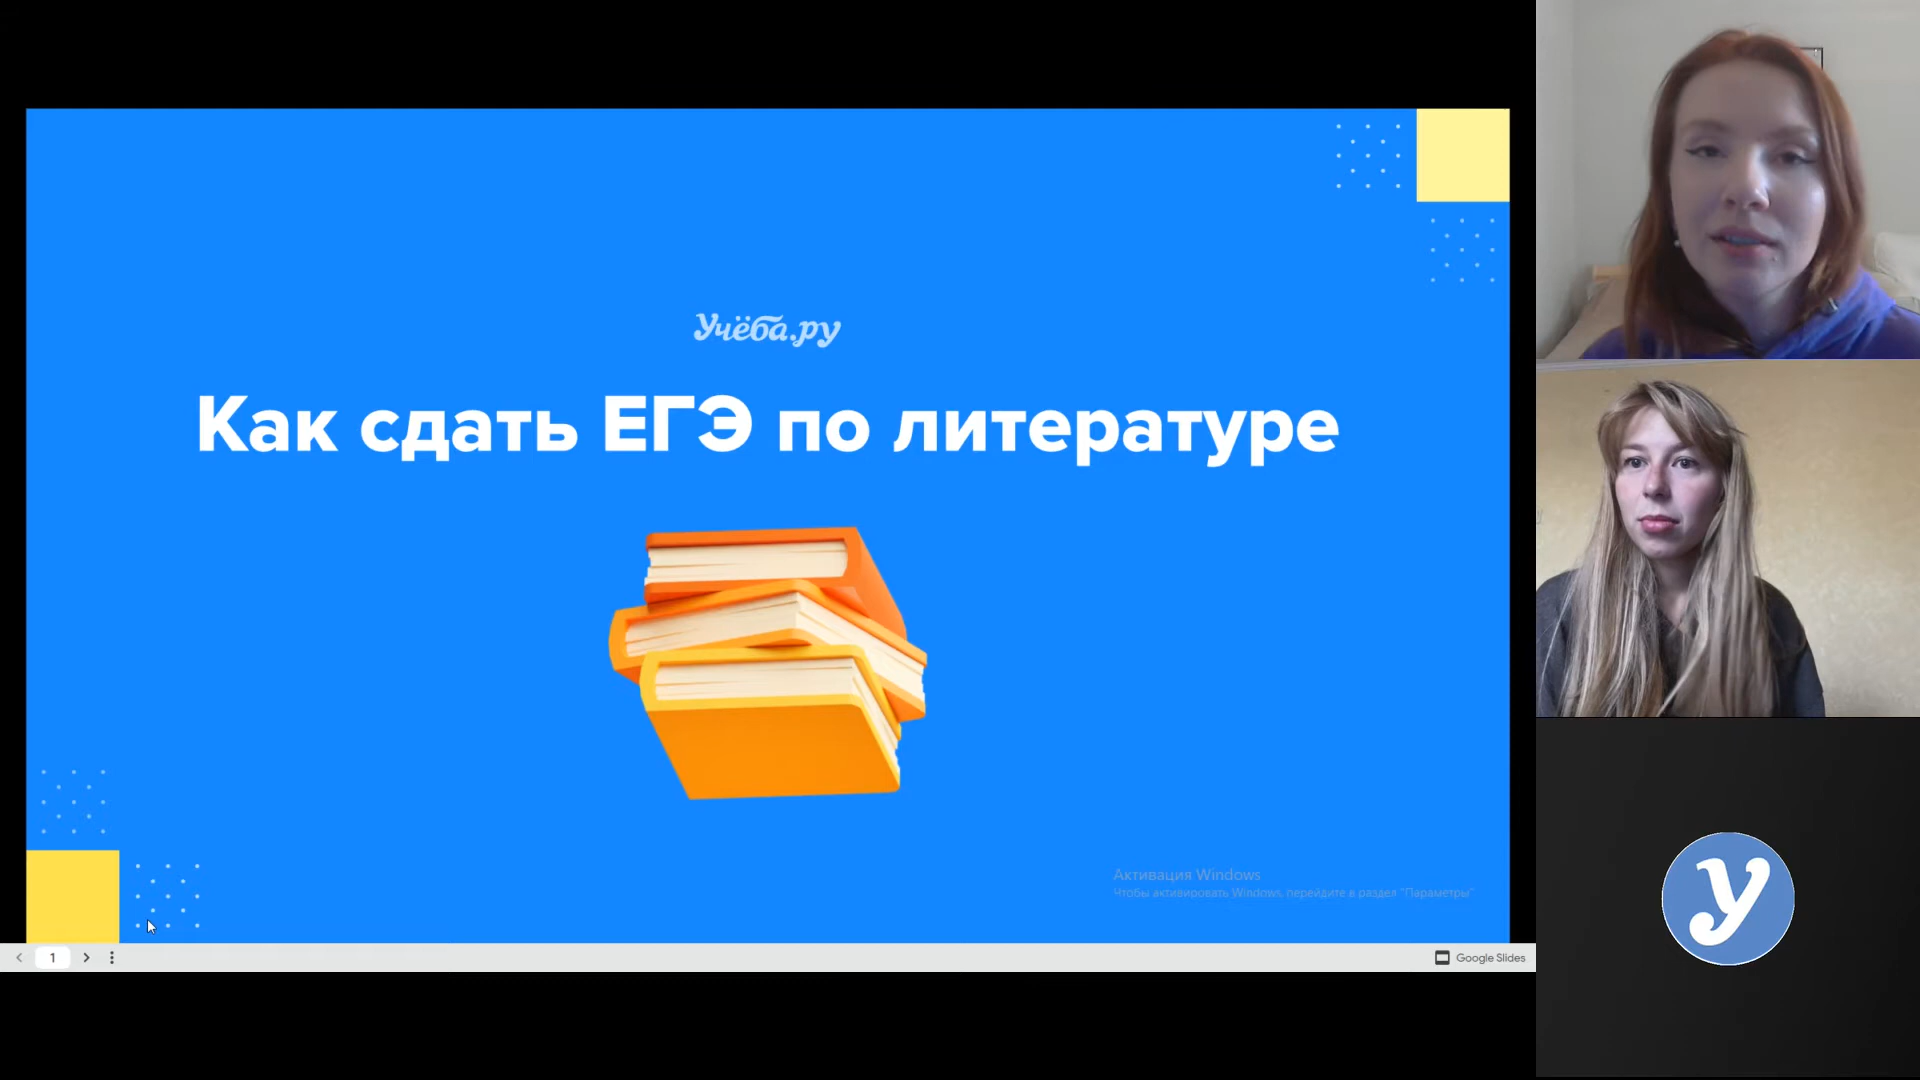 Учёба.ру
Как сдать ЕГЭ по литературе
Активация Windows
Чтобы активировать Windows, перейдите в раздел "Параметры"
1
Google Slides
У